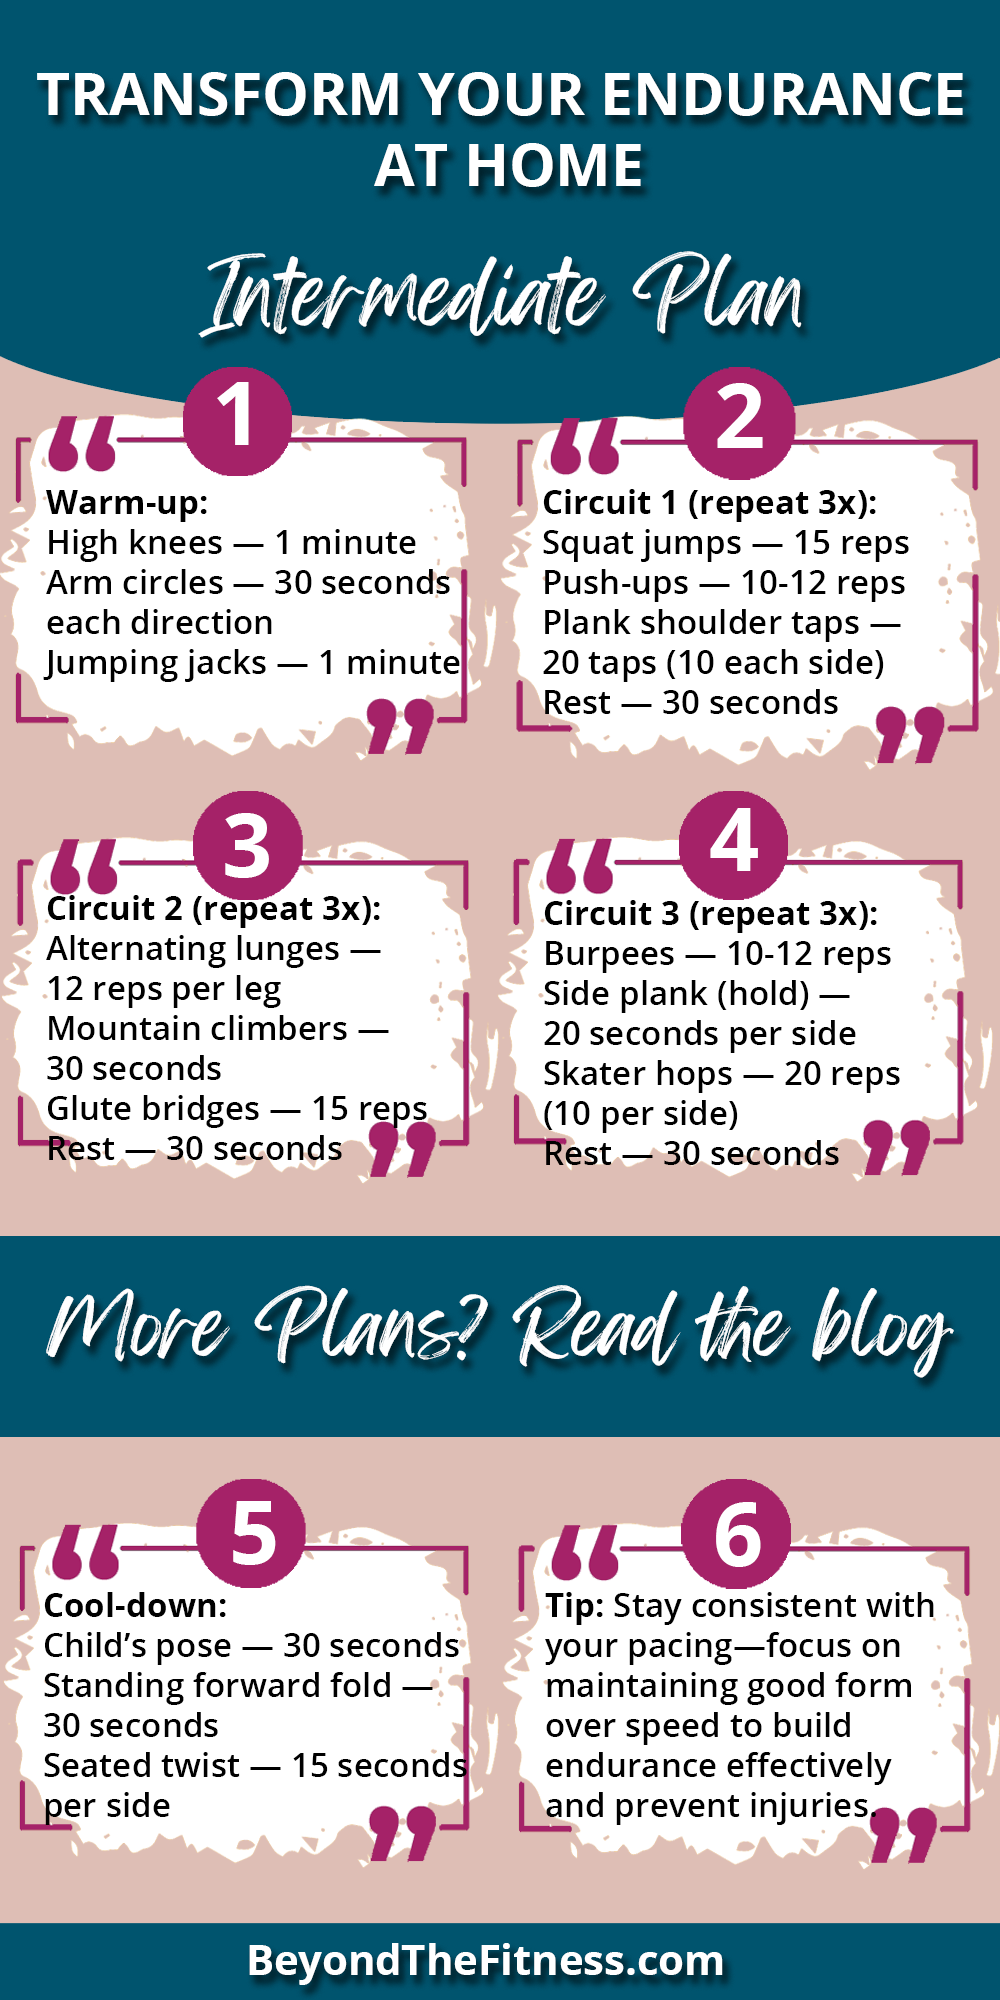 TRANSFORM YOUR ENDURANCE
AT HOME
Intermediate Plan
1
Warm-up:
High knees — 1 minute
Arm circles — 30 seconds
each direction
Jumping jacks — 1 minute
2
Circuit 1 (repeat 3x):
Squat jumps — 15 reps
Push-ups — 10-12 reps
Plank shoulder taps —
20 taps (10 each side)
Rest — 30 seconds
3
Circuit 2 (repeat 3x):
Alternating lunges —
12 reps per leg
Mountain climbers —
30 seconds
Glute bridges — 15 reps
Rest — 30 seconds
4
Circuit 3 (repeat 3x):
Burpees — 10-12 reps
Side plank (hold) —
20 seconds per side
Skater hops — 20 reps
(10 per side)
Rest — 30 seconds
More Plans? Read the blog
5
Cool-down:
Child’s pose — 30 seconds
Standing forward fold —
30 seconds
Seated twist — 15 seconds
per side
6
Tip: Stay consistent with
your pacing—focus on
maintaining good form
over speed to build
endurance effectively
and prevent injuries.
BeyondTheFitness.com